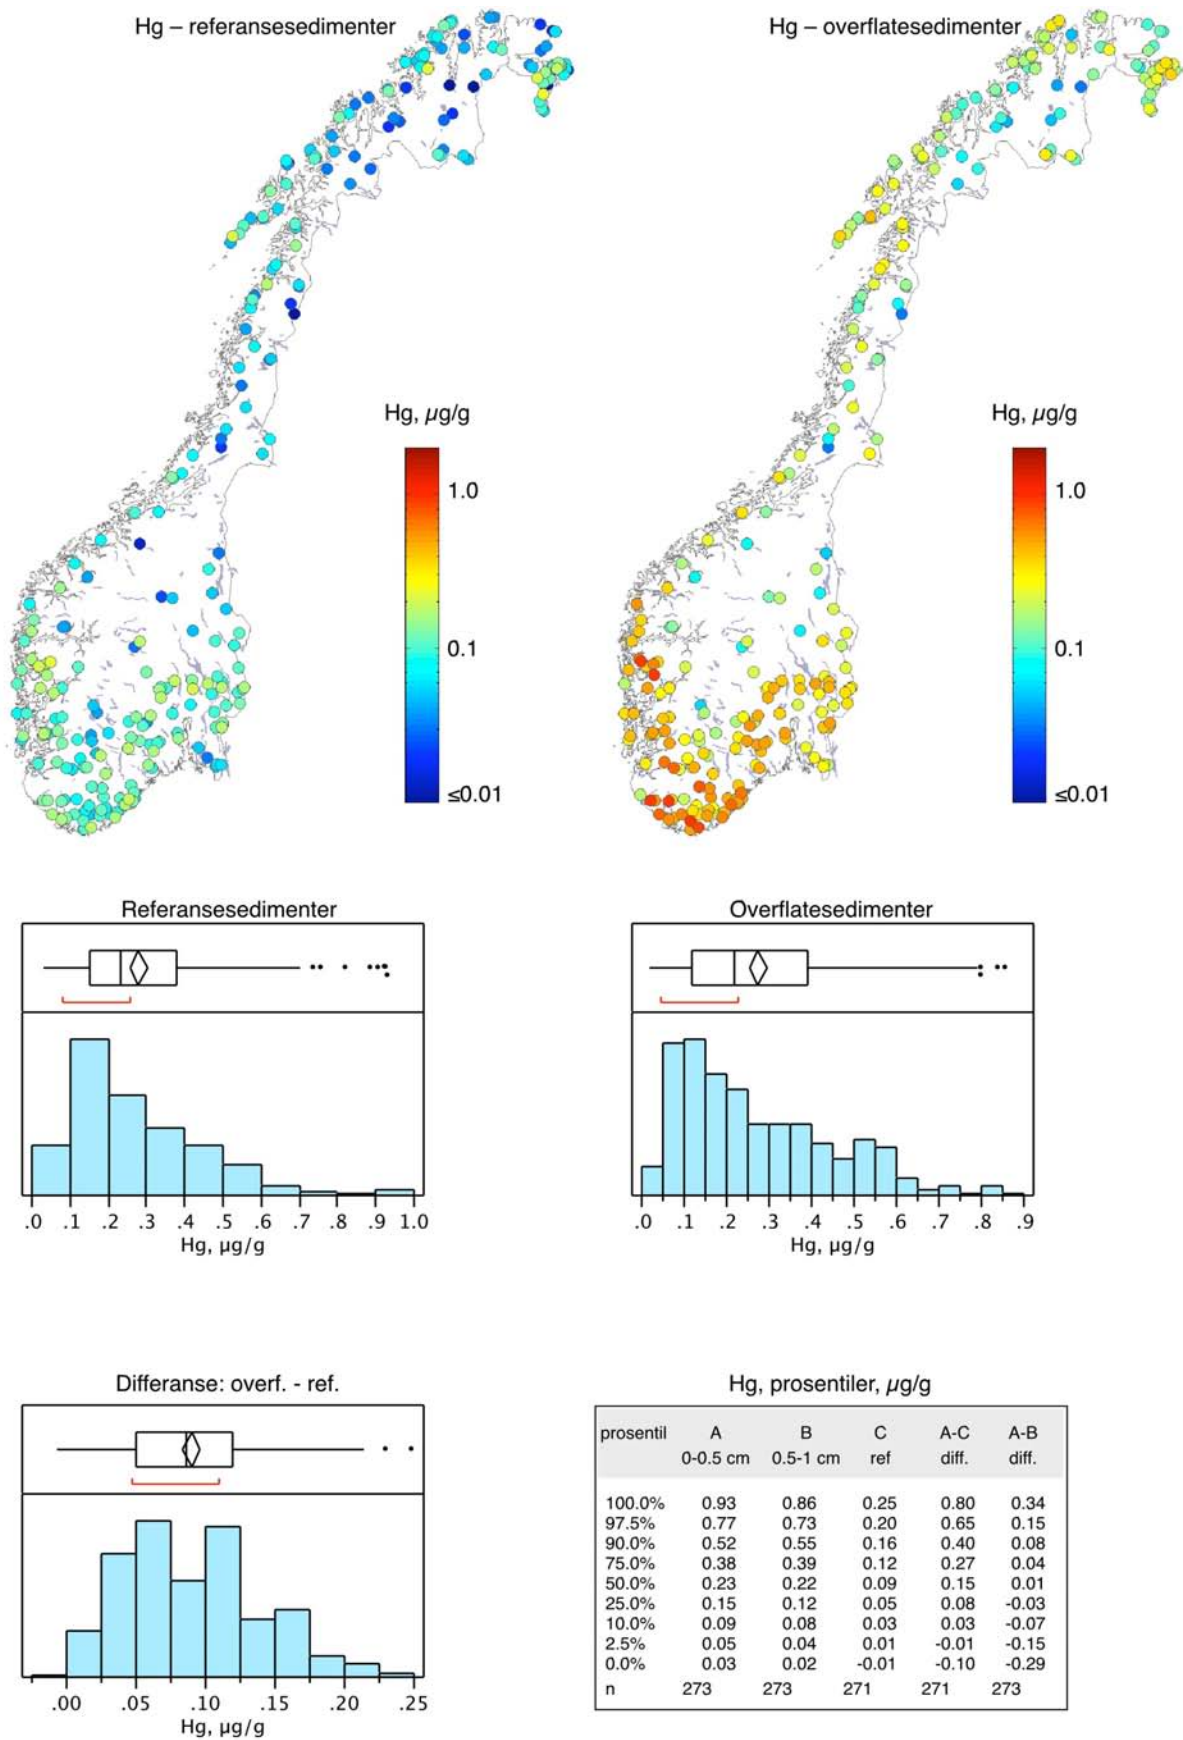 Hg – referansesedimenter
Hg – overflatesedimenter
Hg, µg/g
1.0
0.1
≤0.01
Hg, µg/g
1.0
0.1
≤0.01
Referansesedimenter
.0 .1 .2 .3 .4 .5 .6 .7 .8 .9 1.0
Hg, µg/g
Overflatesedimenter
.0 .1 .2 .3 .4 .5 .6 .7 .8 .9
Hg, µg/g
Differanse: overf. - ref.
.00 .05 .10 .15 .20 .25
Hg, µg/g
Hg, prosentiler, µg/g
prosentil A B C A-C A-B
0-0.5 cm 0.5-1 cm ref diff. diff.
100.0% 0.93 0.86 0.25 0.80 0.34
97.5% 0.77 0.73 0.20 0.65 0.15
90.0% 0.52 0.55 0.16 0.40 0.08
75.0% 0.38 0.39 0.12 0.27 0.04
50.0% 0.23 0.22 0.09 0.15 0.01
25.0% 0.15 0.12 0.05 0.08 -0.03
10.0% 0.09 0.08 0.03 0.03 -0.07
2.5% 0.05 0.04 0.01 -0.01 -0.15
0.0% 0.03 0.02 -0.01 -0.10 -0.29
n 273 273 271 271 273